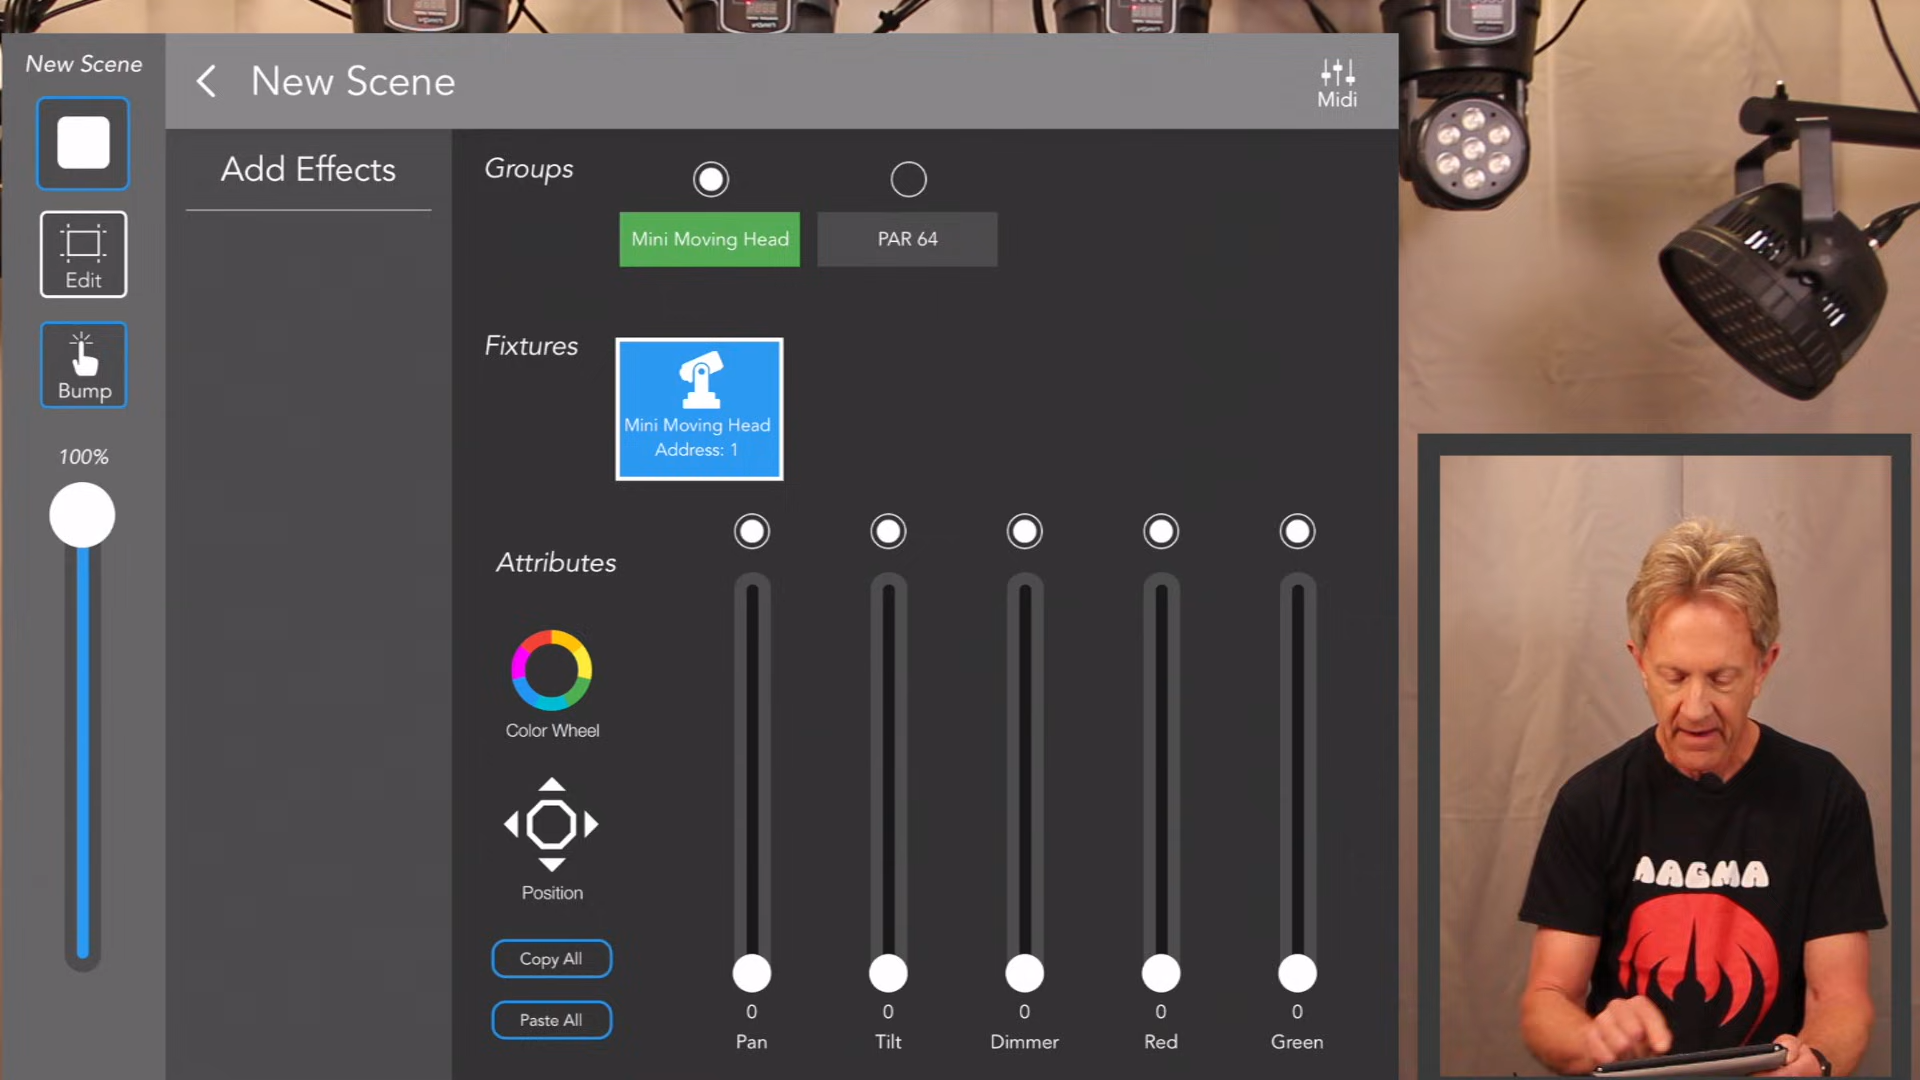 New Scene
New Scene
Midi
Add Effects
Groups
Mini Moving Head
PAR 64
Edit
Fixtures
Bump
Mini Moving Head
Address: 1
100%
Attributes
Color Wheel
Position
Copy All
Paste All
0
0
0
0
0
Pan
Tilt
Dimmer
Red
Green
MAGMA